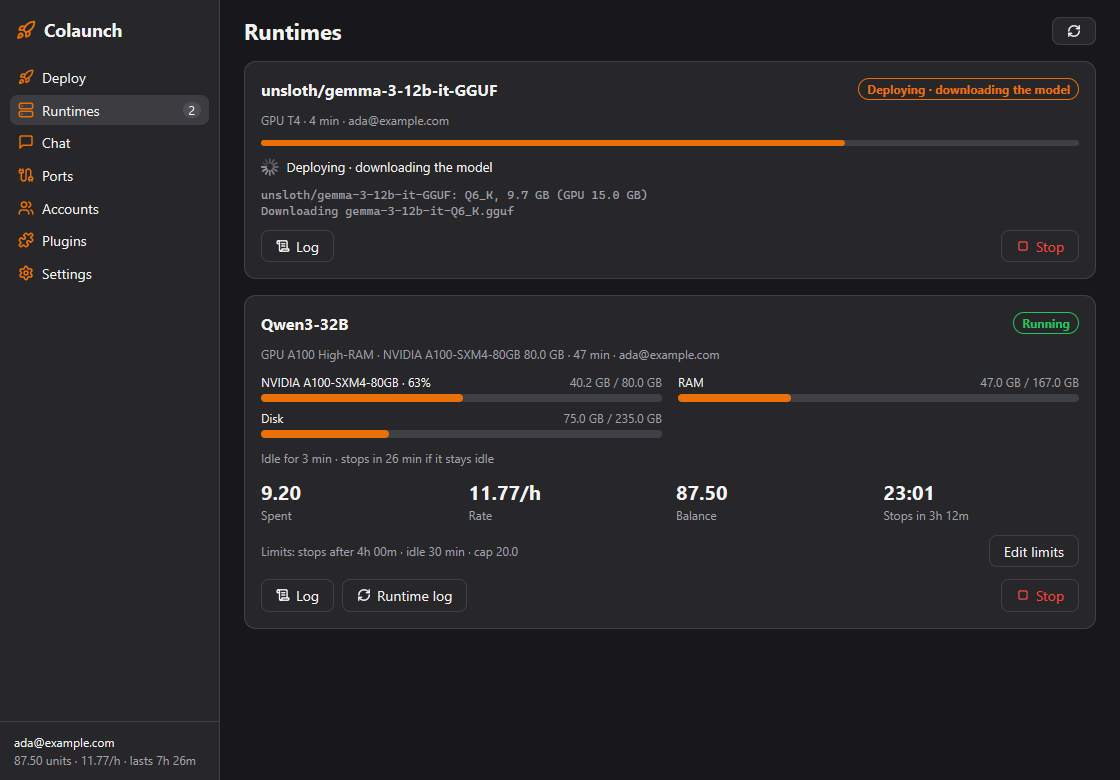 Colaunch
Deploy
Runtimes 2
Chat
Ports
Accounts
Plugins
Settings
ada@example.com
87.50 units · 11.77/h · lasts 7h 26m
Runtimes
unsloth/gemma-3-12b-it-GGUF
Deploying · downloading the model
GPU T4 · 4 min · ada@example.com
Deploying · downloading the model
unsloth/gemma-3-12b-it-GGUF: Q6_K, 9.7 GB (GPU 15.0 GB)
Downloading gemma-3-12b-it-Q6_K.gguf
Log
Stop
Qwen3-32B
Running
GPU A100 High-RAM · NVIDIA A100-SXM4-80GB 80.0 GB · 47 min · ada@example.com
NVIDIA A100-SXM4-80GB · 63% 40.2 GB / 80.0 GB
RAM 47.0 GB / 167.0 GB
Disk 75.0 GB / 235.0 GB
Idle for 3 min · stops in 26 min if it stays idle
9.20
Spent
11.77/h
Rate
87.50
Balance
23:01
Stops in 3h 12m
Limits: stops after 4h 00m · idle 30 min · cap 20.0
Edit limits
Log
Runtime log
Stop